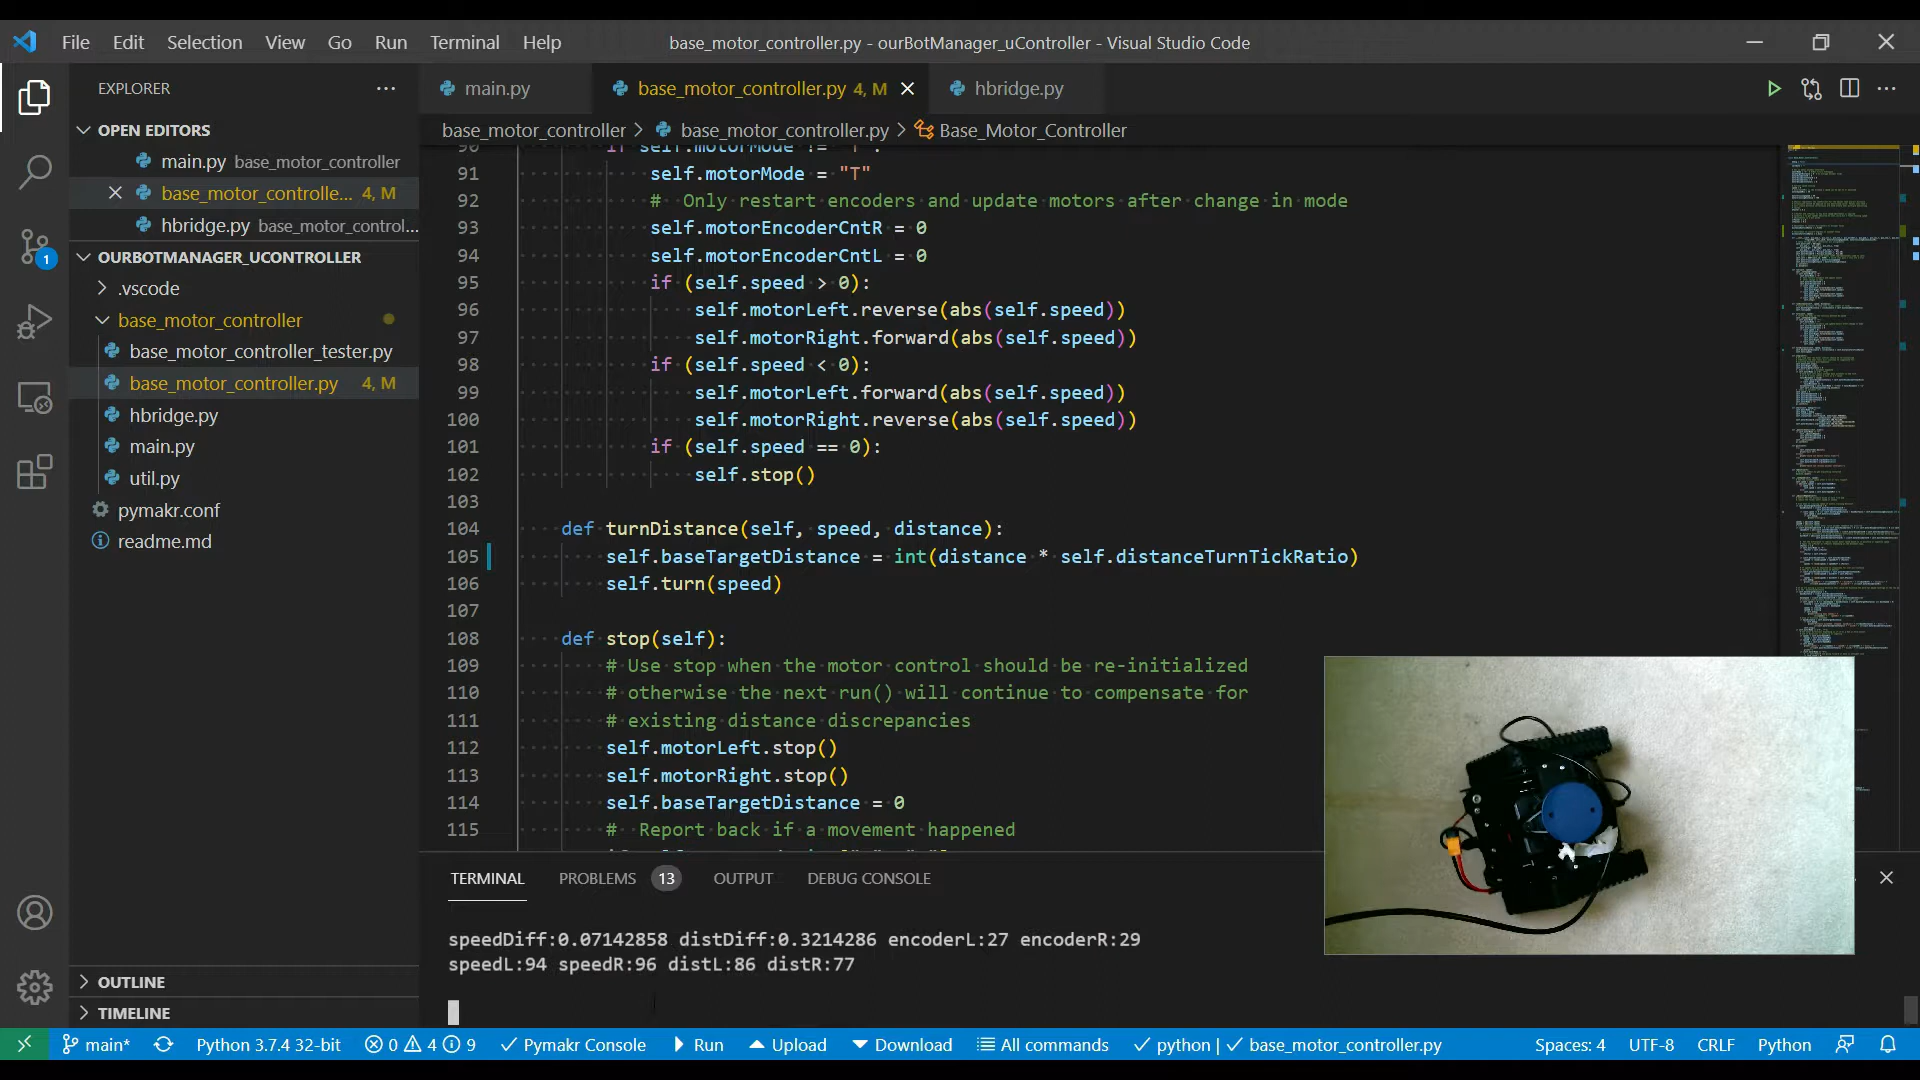 File Edit Selection View Go Run Terminal Help
base_motor_controller.py - ourBotManager_uController - Visual Studio Code
EXPLORER
main.py
base_motor_controller.py 4, M
hbridge.py
OPEN EDITORS
base_motor_controller > base_motor_controller.py > Base_Motor_Controller
main.py base_motor_controller
base_motor_controlle... 4, M
hbridge.py base_motor_control...
OURBOTMANAGER_UCONTROLLER
.vscode
base_motor_controller
base_motor_controller_tester.py
base_motor_controller.py 4, M
hbridge.py
main.py
util.py
pymakr.conf
readme.md
OUTLINE
TIMELINE
1
91 self.motorMode = "T"
92 # Only restart encoders and update motors after change in mode
93 self.motorEncoderCntR = 0
94 self.motorEncoderCntL = 0
95 if (self.speed > 0):
96 self.motorLeft.reverse(abs(self.speed))
97 self.motorRight.forward(abs(self.speed))
98 if (self.speed < 0):
99 self.motorLeft.forward(abs(self.speed))
100 self.motorRight.reverse(abs(self.speed))
101 if (self.speed == 0):
102 self.stop()
103
104 def turnDistance(self, speed, distance):
105 self.baseTargetDistance = int(distance * self.distanceTurnTickRatio)
106 self.turn(speed)
107
108 def stop(self):
109 # Use stop when the motor control should be re-initialized
110 # otherwise the next run() will continue to compensate for
111 # existing distance discrepancies
112 self.motorLeft.stop()
113 self.motorRight.stop()
114 self.baseTargetDistance = 0
115 # Report back if a movement happened
TERMINAL PROBLEMS 13 OUTPUT DEBUG CONSOLE
speedDiff:0.07142858 distDiff:0.3214286 encoderL:27 encoderR:29
speedL:94 speedR:96 distL:86 distR:77
main* Python 3.7.4 32-bit 0 4 9 Pymakr Console Run Upload Download All commands python | base_motor_controller.py Spaces: 4 UTF-8 CRLF Python